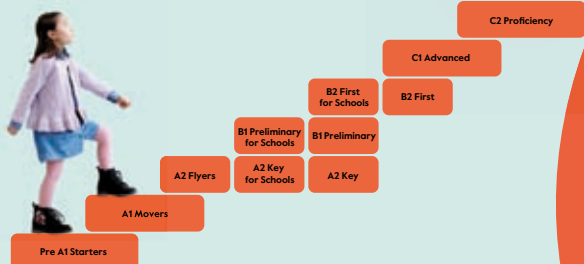 C2 Proficiency
C1 Advanced
B2 First
for Schools
B2 First
B1 Preliminary
for Schools
B1 Preliminary
A2 Flyers
A2 Key
for Schools
A2 Key
A1 Movers
Pre A1 Starters